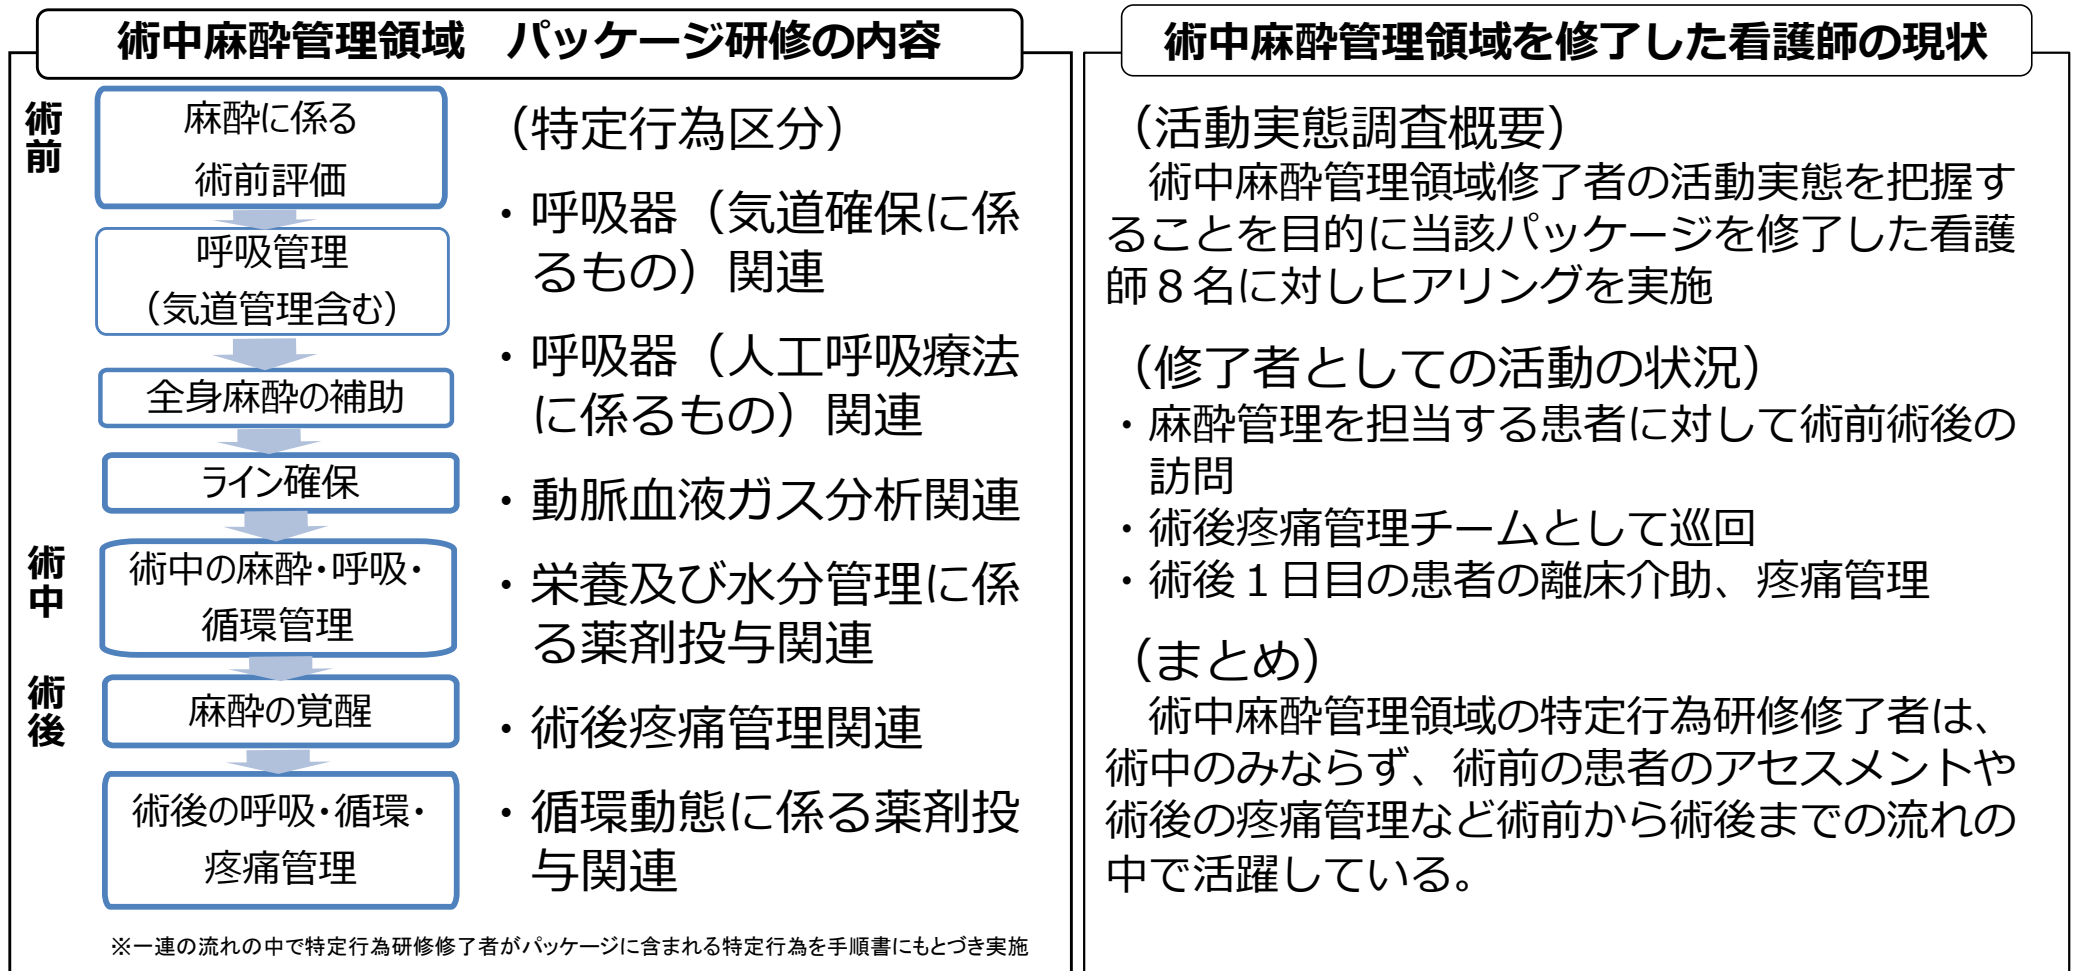 術中麻酔管理領域　パッケージ研修の内容
術前
麻酔に係る
術前評価
呼吸管理
（気道管理含む）
全身麻酔の補助
ライン確保
術中
術中の麻酔・呼吸・
循環管理
術後
麻酔の覚醒
術後の呼吸・循環・
疼痛管理
（特定行為区分）
・呼吸器（気道確保に係
るもの）関連
・呼吸器（人工呼吸療法
に係るもの）関連
・動脈血液ガス分析関連
・栄養及び水分管理に係
る薬剤投与関連
・術後疼痛管理関連
・循環動態に係る薬剤投
与関連
※一連の流れの中で特定行為研修修了者がパッケージに含まれる特定行為を手順書にもとづき実施
術中麻酔管理領域を修了した看護師の現状
（活動実態調査概要）
術中麻酔管理領域修了者の活動実態を把握す
ることを目的に当該パッケージを修了した看護
師８名に対しヒアリングを実施
（修了者としての活動の状況）
・麻酔管理を担当する患者に対して術前術後の
訪問
・術後疼痛管理チームとして巡回
・術後１日目の患者の離床介助、疼痛管理
（まとめ）
術中麻酔管理領域の特定行為研修修了者は、
術中のみならず、術前の患者のアセスメントや
術後の疼痛管理など術前から術後までの流れの
中で活躍している。